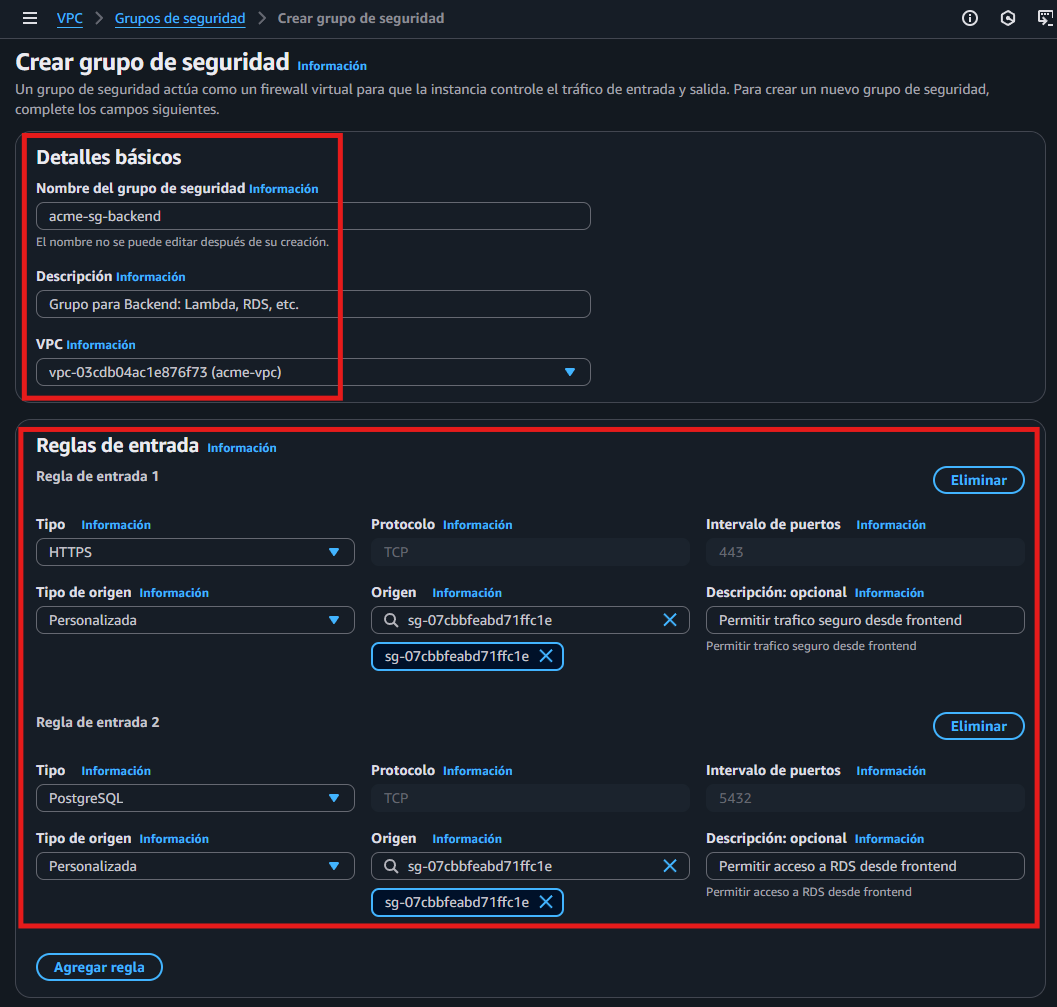 VPC > Grupos de seguridad > Crear grupo de seguridad
Crear grupo de seguridad Información
Un grupo de seguridad actúa como un firewall virtual para que la instancia controle el tráfico de entrada y salida. Para crear un nuevo grupo de seguridad,
complete los campos siguientes.
Detalles básicos
Nombre del grupo de seguridad Información
acme-sg-backend
El nombre no se puede editar después de su creación.
Descripción Información
Grupo para Backend: Lambda, RDS, etc.
VPC Información
vpc-03cdb04ac1e876f73 (acme-vpc)
Reglas de entrada Información
Regla de entrada 1
Eliminar
Tipo Información Protocolo Información Intervalo de puertos Información
HTTPS TCP 443
Tipo de origen Información Origen Información Descripción: opcional Información
Personalizada sg-07cbbfeabd71ffc1e Permitir trafico seguro desde frontend
sg-07cbbfeabd71ffc1e Permitir trafico seguro desde frontend
Regla de entrada 2
Eliminar
Tipo Información Protocolo Información Intervalo de puertos Información
PostgreSQL TCP 5432
Tipo de origen Información Origen Información Descripción: opcional Información
Personalizada sg-07cbbfeabd71ffc1e Permitir acceso a RDS desde frontend
sg-07cbbfeabd71ffc1e Permitir acceso a RDS desde frontend
Agregar regla